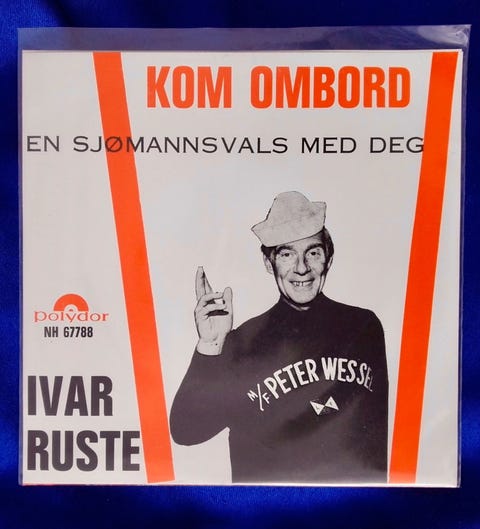 KOM OMBORD
EN SJØMANNSVALS MED DEG
polydor
NH 67788
M/F PETER WESSEL
IVAR
RUSTE